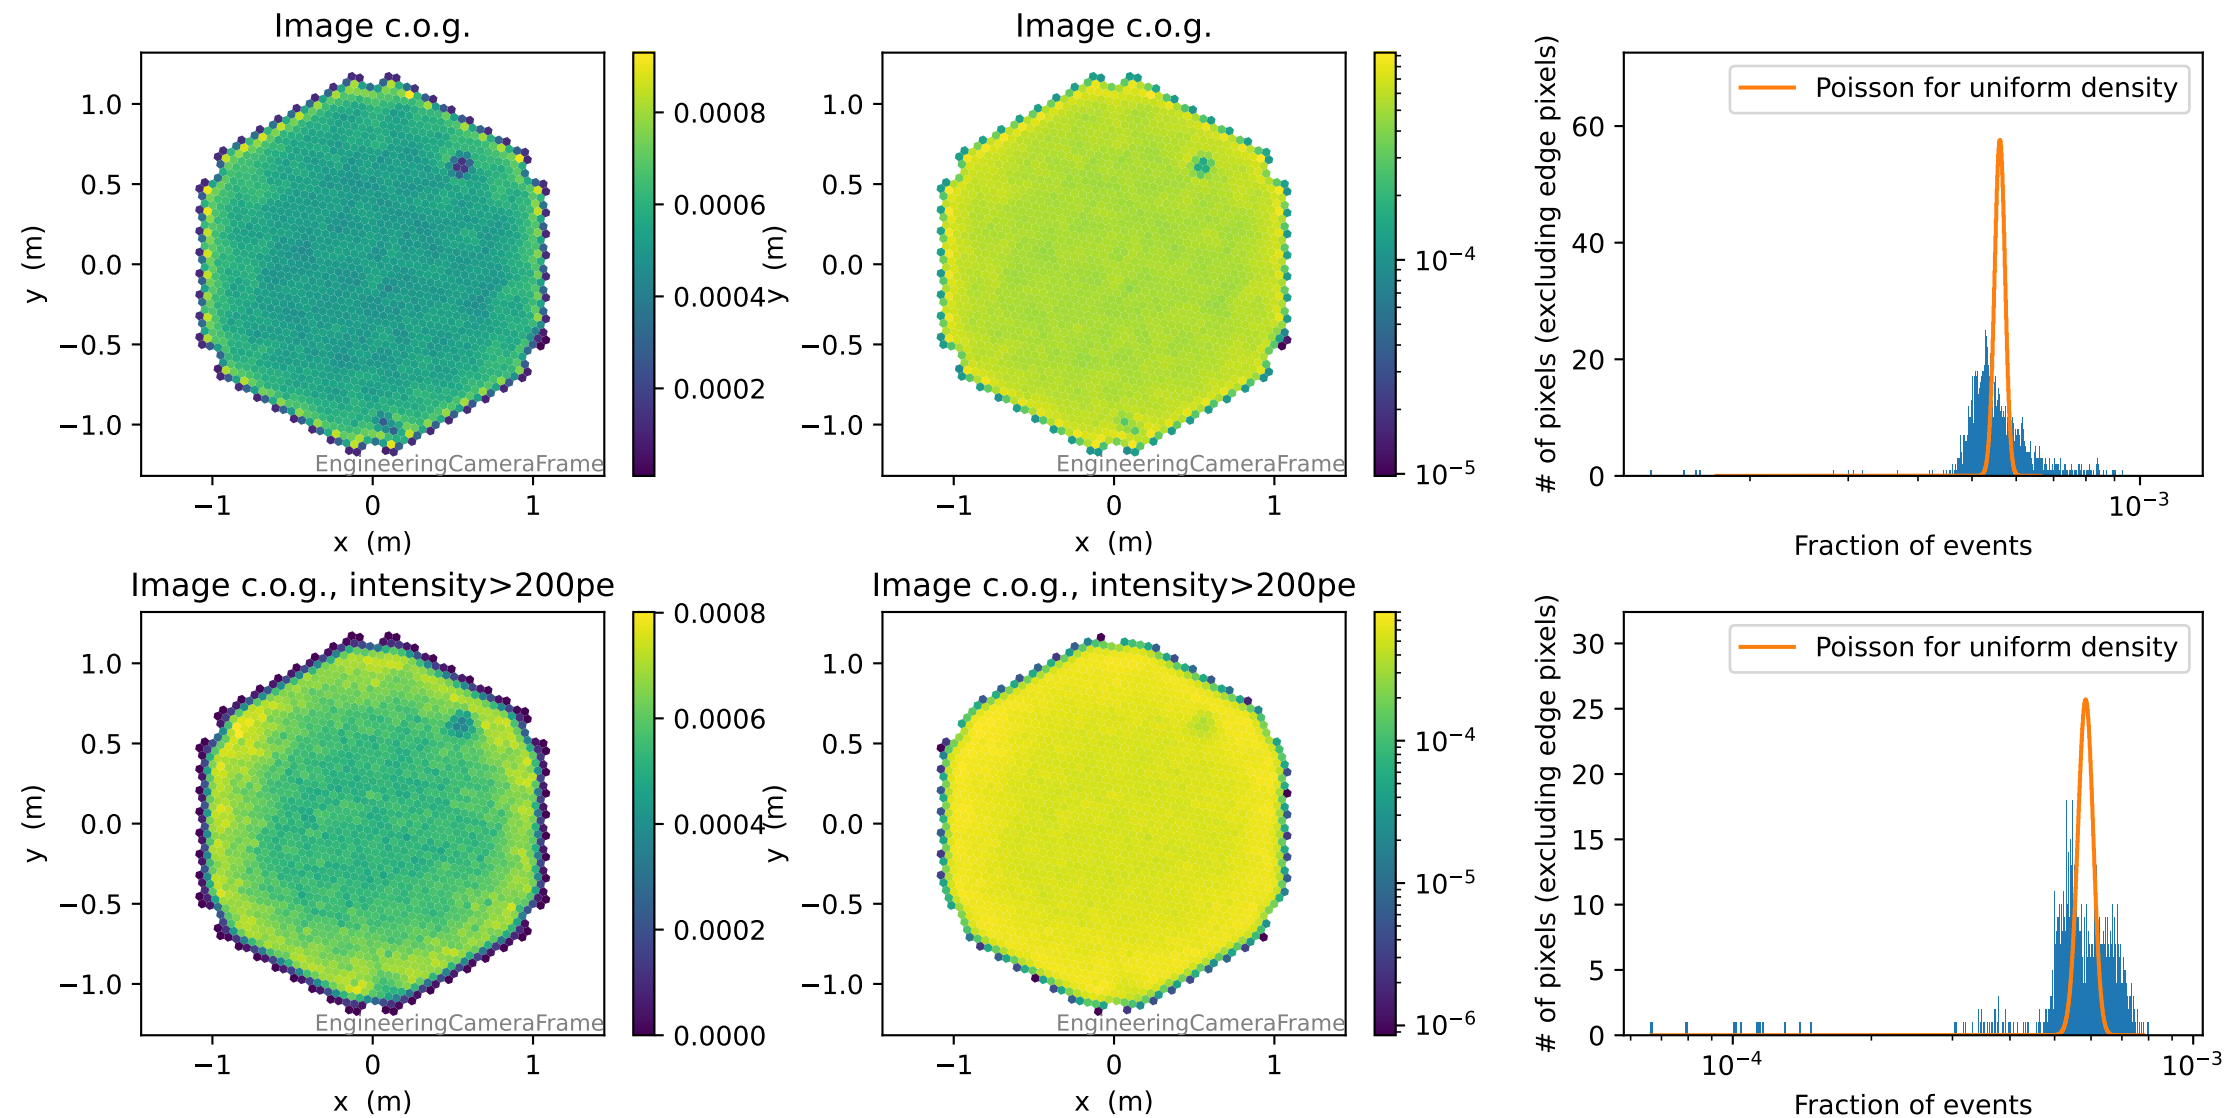 Image c.o.g.
1.0
0.5
0.0
−0.5
−1.0
y (m)
−1
0
1
x (m)
EngineeringCameraFrame
0.0008
0.0006
0.0004
0.0002
Image c.o.g.
1.0
0.5
0.0
−0.5
−1.0
y (m)
−1
0
1
x (m)
EngineeringCameraFrame
10⁻⁴
10⁻⁵
# of pixels (excluding edge pixels)
60
40
20
0
Poisson for uniform density
10⁻³
Fraction of events
Image c.o.g., intensity>200pe
1.0
0.5
0.0
−0.5
−1.0
y (m)
−1
0
1
x (m)
EngineeringCameraFrame
0.0008
0.0006
0.0004
0.0002
0.0000
Image c.o.g., intensity>200pe
1.0
0.5
0.0
−0.5
−1.0
y (m)
−1
0
1
x (m)
EngineeringCameraFrame
10⁻⁴
10⁻⁵
10⁻⁶
# of pixels (excluding edge pixels)
30
25
20
15
10
5
0
Poisson for uniform density
10⁻⁴
10⁻³
Fraction of events